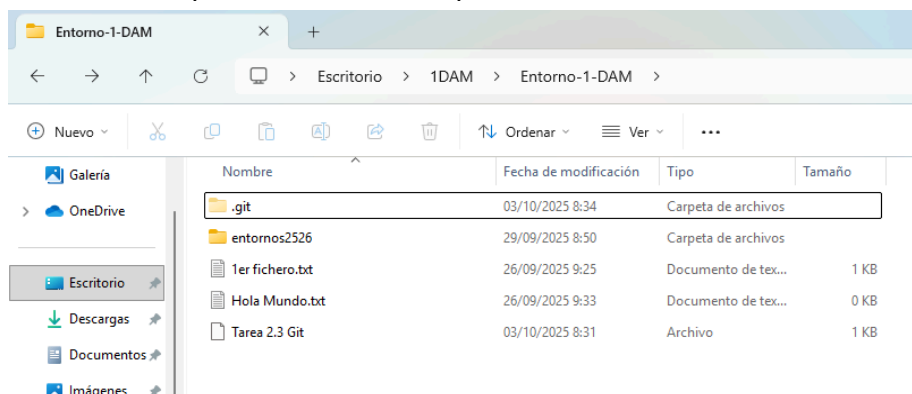 Entorno-1-DAM
Escritorio > 1DAM > Entorno-1-DAM >
Nuevo Ordenar Ver ...
Galería
OneDrive
Escritorio
Descargas
Documentos
Imágenes
Nombre Fecha de modificación Tipo Tamaño
.git 03/10/2025 8:34 Carpeta de archivos
entornos2526 29/09/2025 8:50 Carpeta de archivos
1er fichero.txt 26/09/2025 9:25 Documento de tex... 1 KB
Hola Mundo.txt 26/09/2025 9:33 Documento de tex... 0 KB
Tarea 2.3 Git 03/10/2025 8:31 Archivo 1 KB